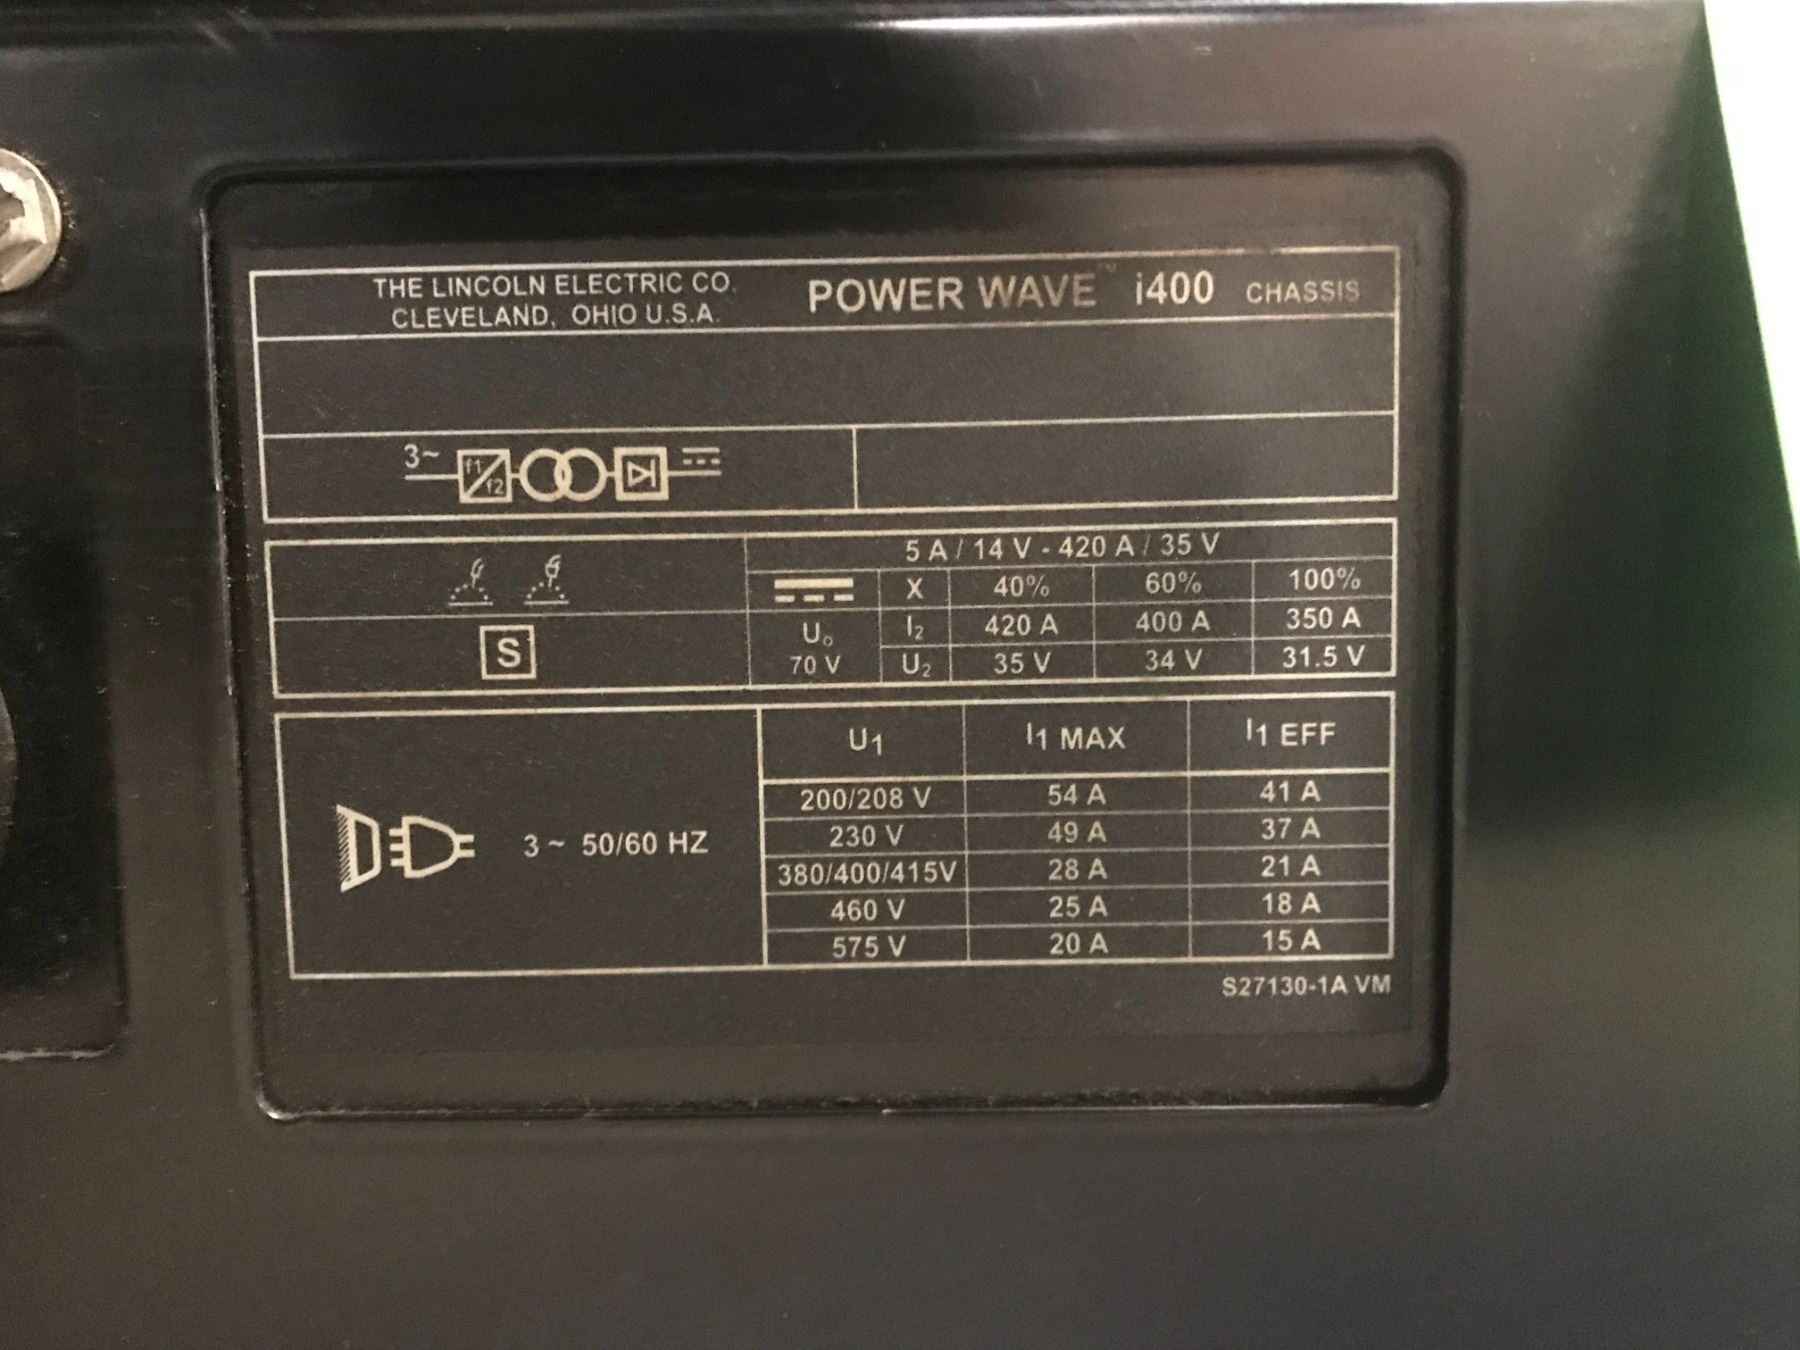 THE LINCOLN ELECTRIC CO.
CLEVELAND, OHIO U.S.A.
POWER WAVE™ i400 CHASSIS
3~ f1 f2
5 A / 14 V - 420 A / 35 V
X 40% 60% 100%
U₀ I₂ 420 A 400 A 350 A
S 70 V U₂ 35 V 34 V 31.5 V
U1 I1 MAX I1 EFF
200/208 V 54 A 41 A
230 V 49 A 37 A
3 ~ 50/60 HZ 380/400/415V 28 A 21 A
460 V 25 A 18 A
575 V 20 A 15 A
S27130-1A VM